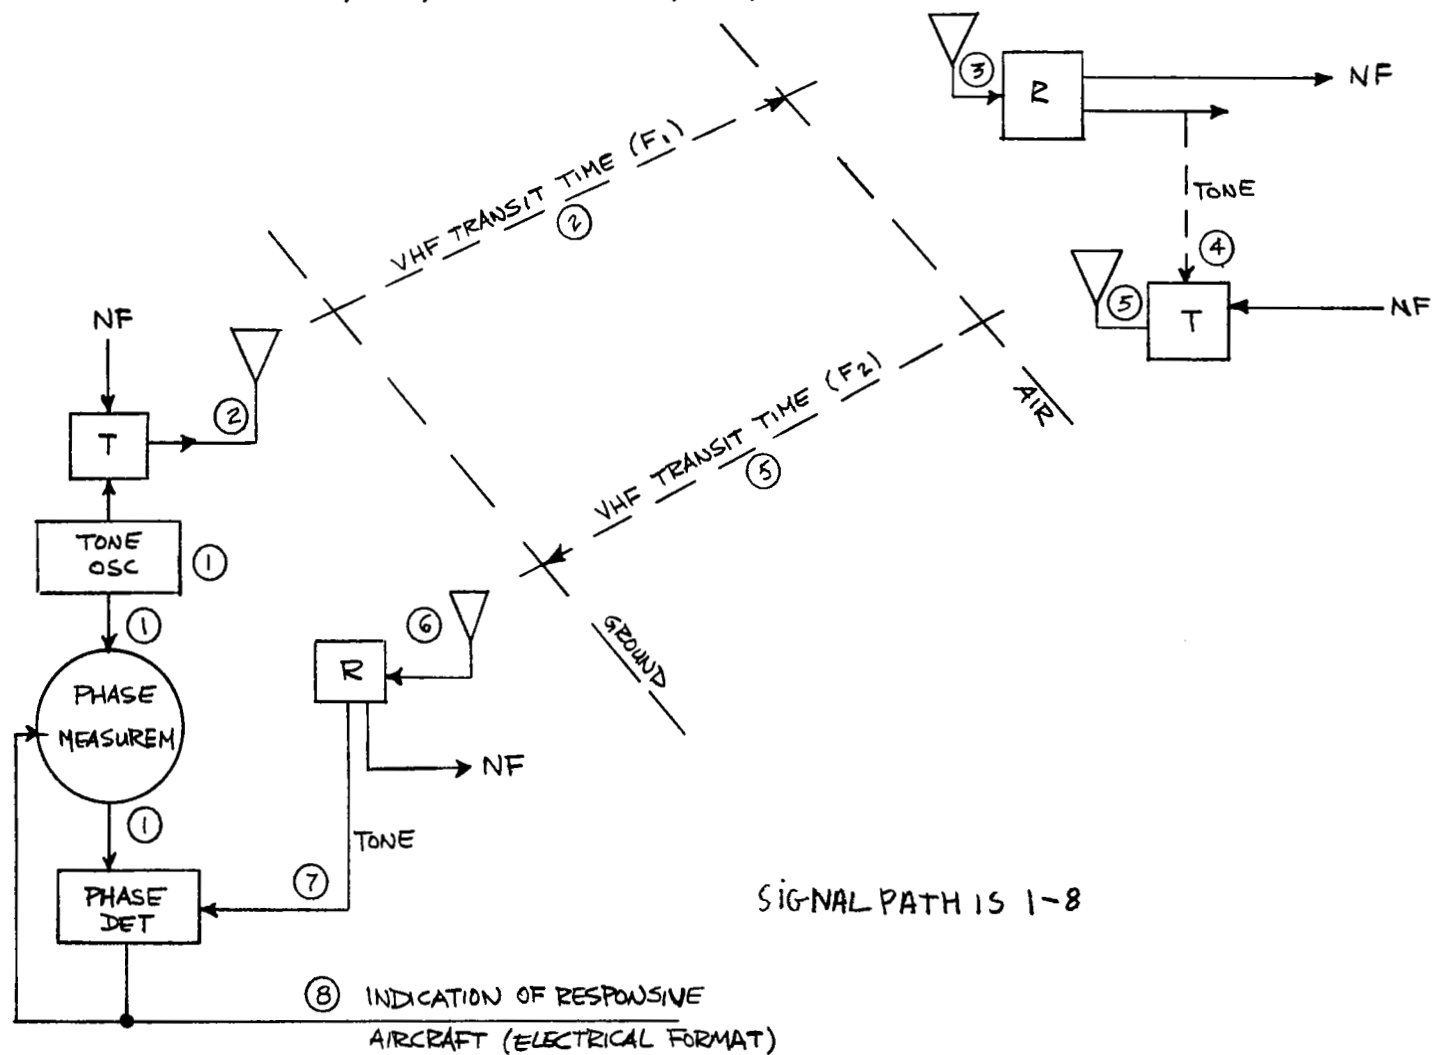 3
R
NF
VHF TRANSIT TIME (F1)
2
TONE
4
NF
5
T
NF
2
T
VHF TRANSIT TIME (F2)
5
AIR
TONE
OSC
1
1
6
GROUND
PHASE
MEASUREM
R
NF
1
TONE
PHASE
DET
7
SIGNAL PATH IS 1-8
8 INDICATION OF RESPONSIVE
AIRCRAFT (ELECTRICAL FORMAT)